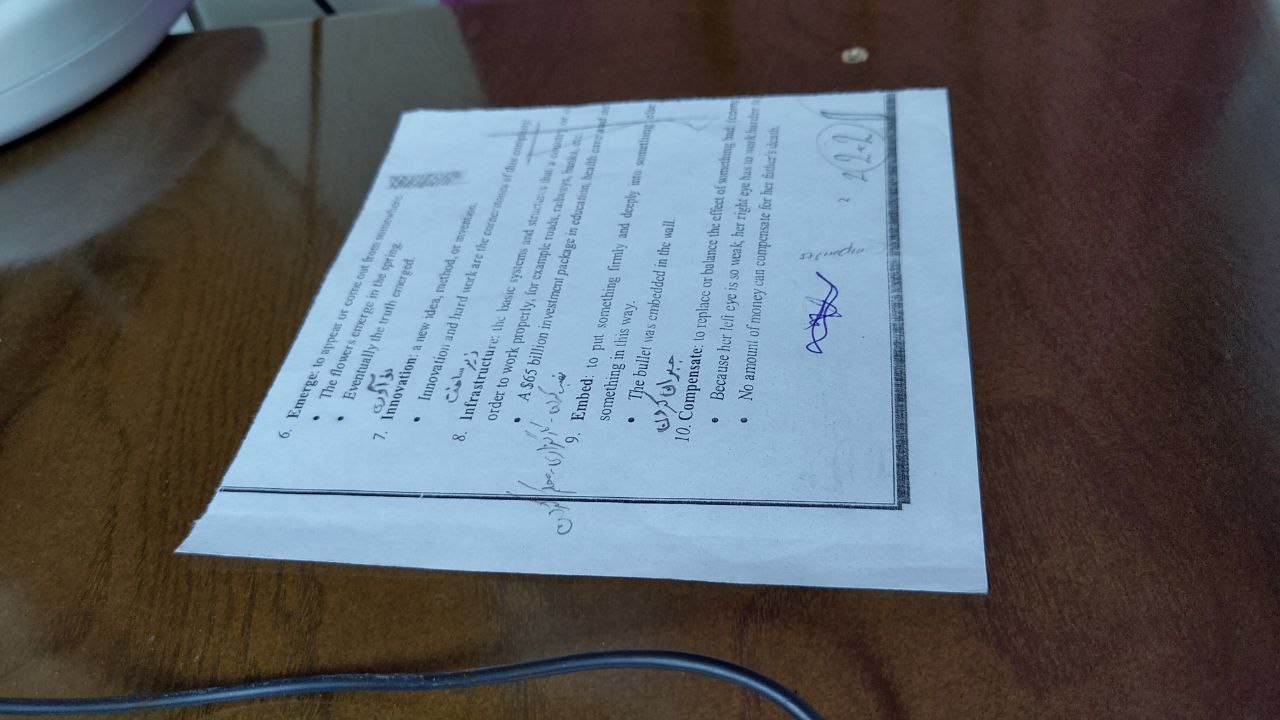 6. Emerge: to appear or come out from somewhere.
• The flowers emerge in the spring.
• Eventually the truth emerged.
نوآوری
7. Innovation: a new idea, method, or invention.
• Innovation and hard work are the cornerstones of this company.
زیرساخت
8. Infrastructure: the basic systems and structures that a country or
order to work properly, for example roads, railways, banks, etc.
• A $65 billion investment package in education, health care and
نصب کردن - کارگزاری - محکم کردن
9. Embed: to put something firmly and deeply into something else
something in this way.
• The bullet was embedded in the wall.
جبران کردن
10. Compensate: to replace or balance the effect of something bad.
• Because her left eye is so weak, her right eye has to work harder
• No amount of money can compensate for her father's death.
2
2 2+2